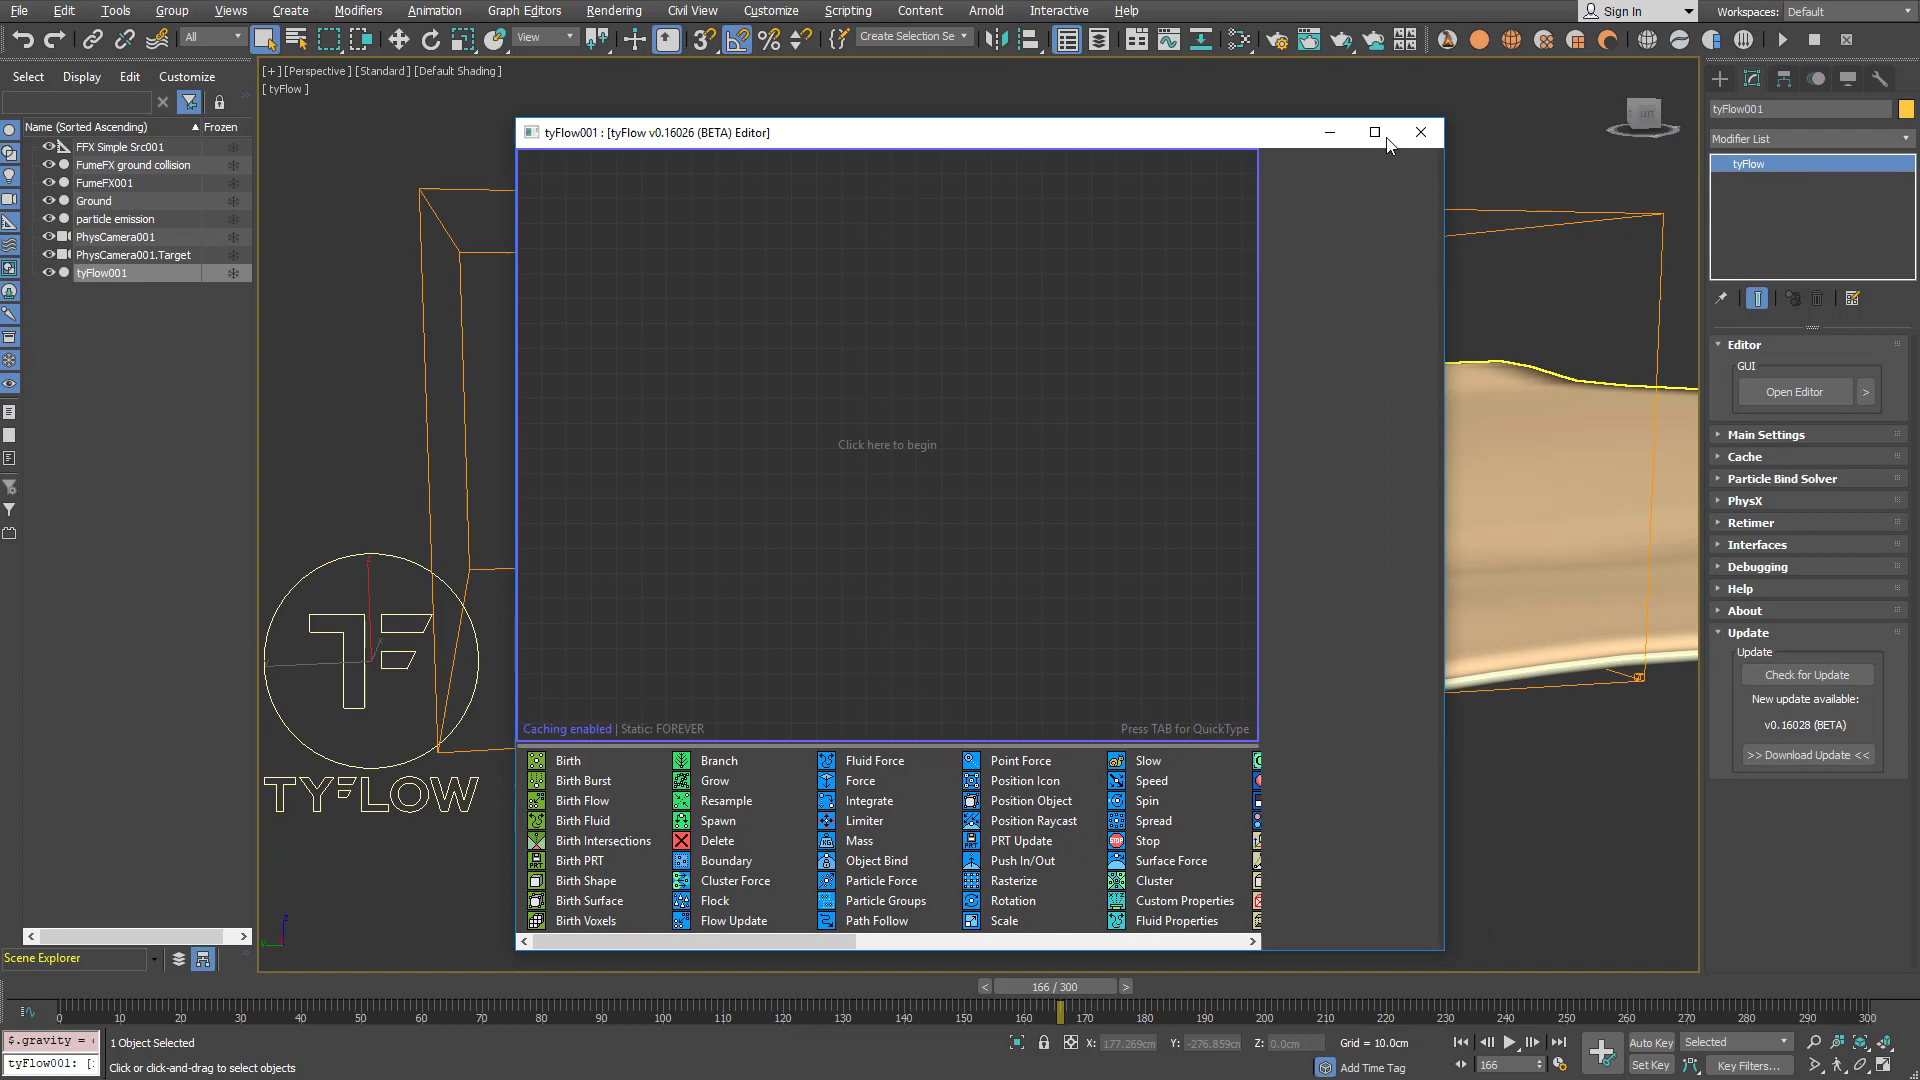 File Edit Tools Group Views Create Modifiers Animation Graph Editors Rendering Civil View Customize Scripting Content Arnold Interactive Help
Sign In
Workspaces: Default
All
View
Create Selection Se
Select Display Edit Customize
Name (Sorted Ascending) Frozen
FFX Simple Src001
FumeFX ground collision
FumeFX001
Ground
particle emission
PhysCamera001
PhysCamera001.Target
tyFlow001
Scene Explorer
[+] [Perspective ] [Standard ] [Default Shading ]
[ tyFlow ]
TYFLOW
tyFlow001 : [tyFlow v0.16026 (BETA) Editor]
Click here to begin
Caching enabled | Static: FOREVER
Press TAB for QuickType
Birth Branch Fluid Force Point Force Slow
Birth Burst Grow Force Position Icon Speed
Birth Flow Resample Integrate Position Object Spin
Birth Fluid Spawn Limiter Position Raycast Spread
Birth Intersections Delete Mass PRT Update Stop
Birth PRT Boundary Object Bind Push In/Out Surface Force
Birth Shape Cluster Force Particle Force Rasterize Cluster
Birth Surface Flock Particle Groups Rotation Custom Properties
Birth Voxels Flow Update Path Follow Scale Fluid Properties
LEFT
tyFlow001
Modifier List
tyFlow
Editor
GUI
Open Editor >
Main Settings
Cache
Particle Bind Solver
PhysX
Retimer
Interfaces
Debugging
Help
About
Update
Update
Check for Update
New update available:
v0.16028 (BETA)
>> Download Update <<
< 166 / 300 >
0 10 20 30 40 50 60 70 80 90 100 110 120 130 140 150 160 170 180 190 200 210 220 230 240 250 260 270 280 290 300
$.gravity = (
tyFlow001: [
1 Object Selected
Click or click-and-drag to select objects
X: 177.269cm Y: -276.859cm Z: 0.0cm Grid = 10.0cm
Add Time Tag
166
Auto Key Selected
Set Key Key Filters...